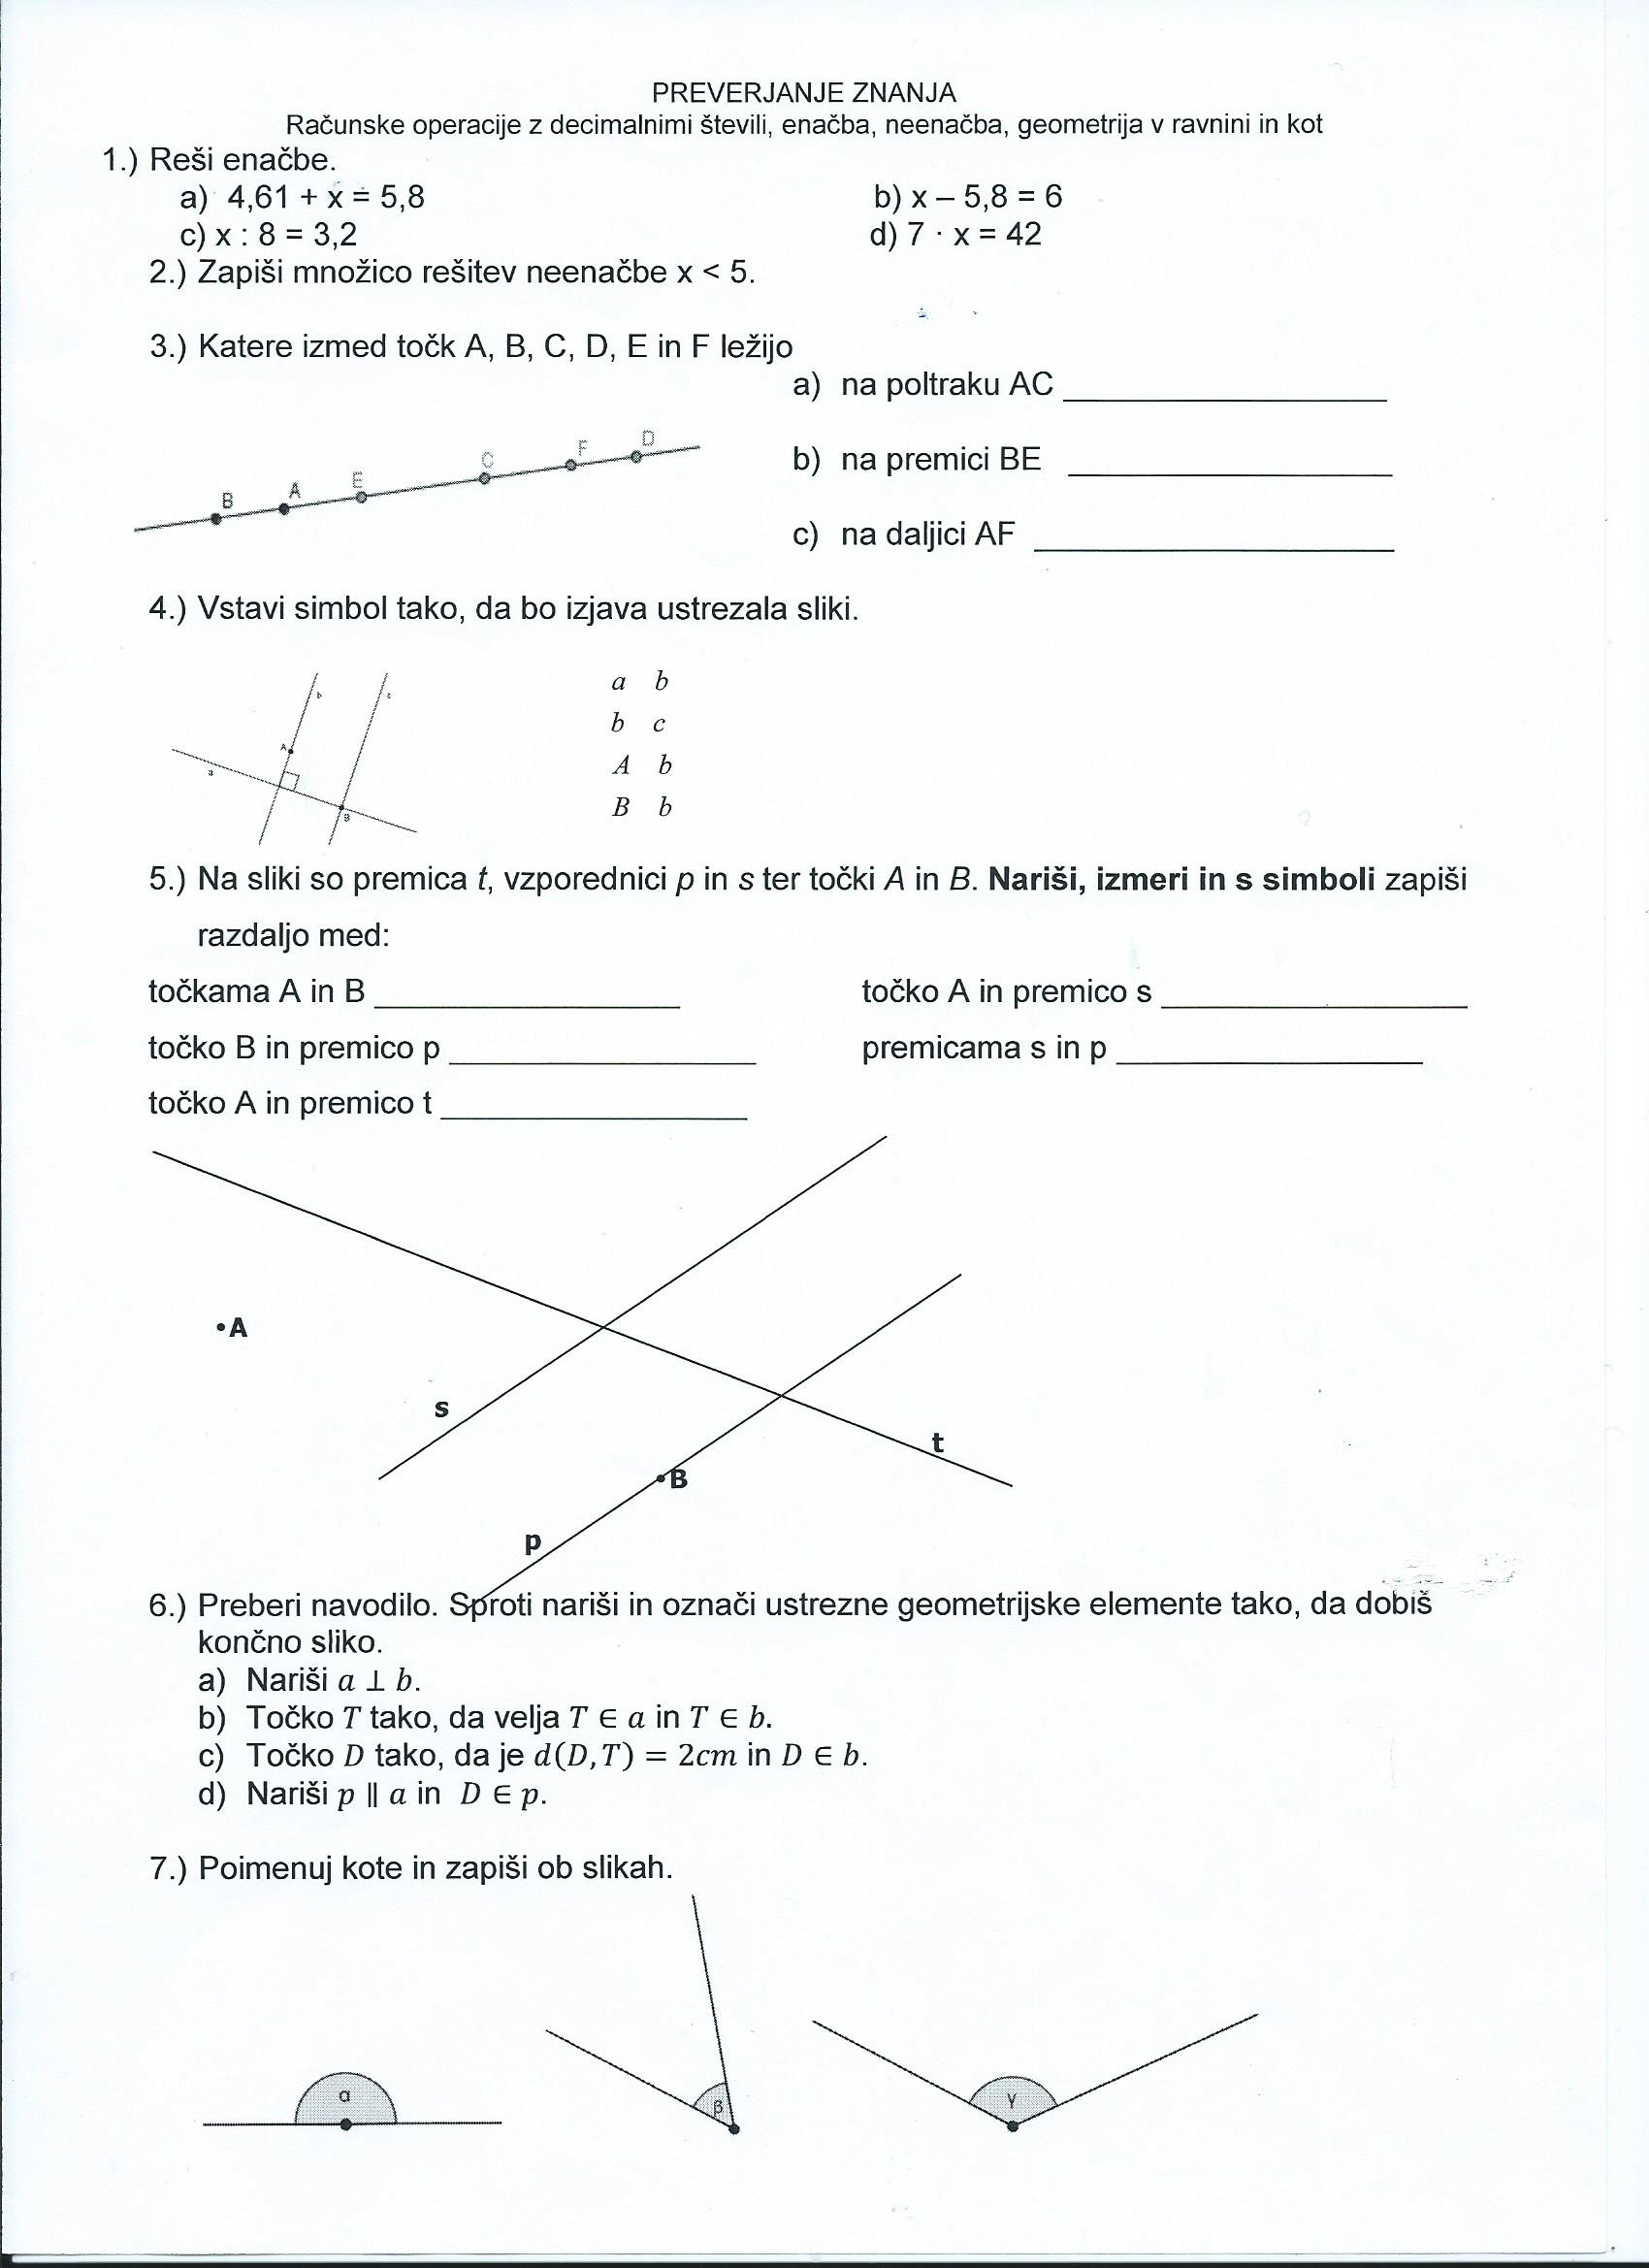 PREVERJANJE ZNANJA
Računske operacije z decimalnimi števili, enačba, neenačba, geometrija v ravnini in kot
1.) Reši enačbe.
a) 4,61 + x = 5,8
b) x – 5,8 = 6
c) x : 8 = 3,2
d) 7 · x = 42
2.) Zapiši množico rešitev neenačbe x < 5.
3.) Katere izmed točk A, B, C, D, E in F ležijo
a) na poltraku AC
b) na premici BE
c) na daljici AF
B A E C F D
4.) Vstavi simbol tako, da bo izjava ustrezala sliki.
b c
A
a
B
a b
b c
A b
B b
5.) Na sliki so premica t, vzporednici p in s ter točki A in B. Nariši, izmeri in s simboli zapiši
razdaljo med:
točkama A in B
točko A in premico s
točko B in premico p
premicama s in p
točko A in premico t
A
s
t
B
p
6.) Preberi navodilo. Sproti nariši in označi ustrezne geometrijske elemente tako, da dobiš
končno sliko.
a) Nariši a ⊥ b.
b) Točko T tako, da velja T ∈ a in T ∈ b.
c) Točko D tako, da je d(D,T) = 2cm in D ∈ b.
d) Nariši p ∥ a in D ∈ p.
7.) Poimenuj kote in zapiši ob slikah.
α
β
γ